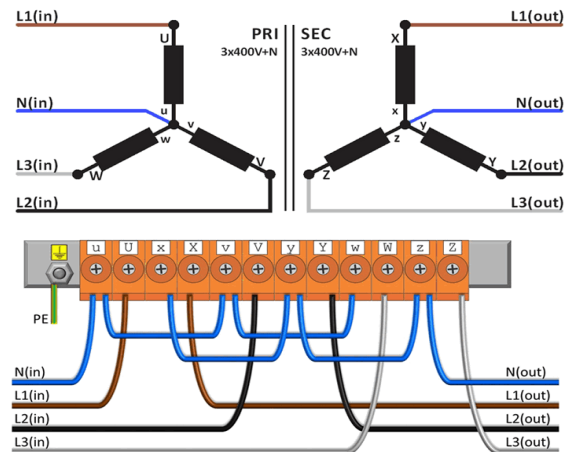 L1(in) PRI SEC L1(out)
U 3x400V+N 3x400V+N X
N(in) u x N(out)
v y
w z
L3(in) W V Z Y L2(out)
L2(in) L3(out)
u U x X v V y Y w W z Z
PE
N(in) N(out)
L1(in) L1(out)
L2(in) L2(out)
L3(in) L3(out)